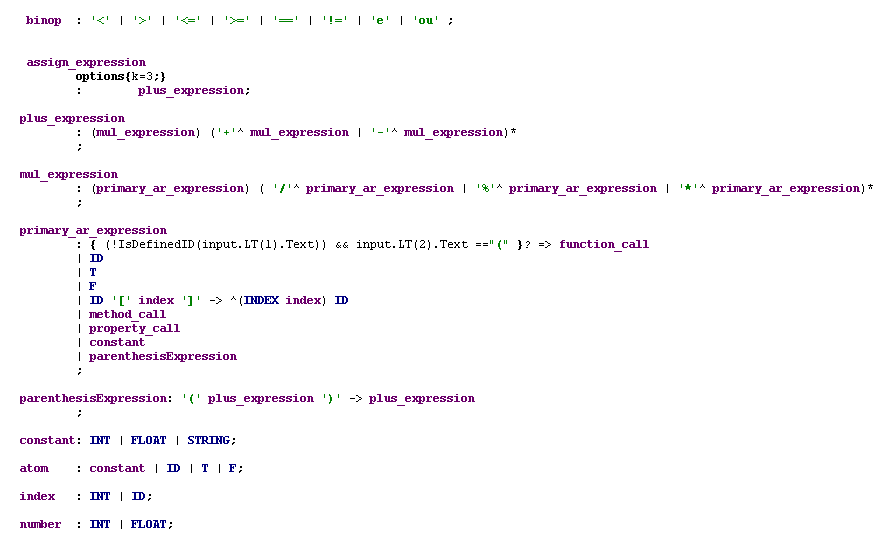 binop : '<' | '>' | '<=' | '>=' | '==' | '!=' | 'e' | 'ou' ;
assign_expression
options{k=3;}
: plus_expression;
plus_expression
: (mul_expression) ('+'^ mul_expression | '-'^ mul_expression)*
;
mul_expression
: (primary_ar_expression) ( '/'^ primary_ar_expression | '%'^ primary_ar_expression | '*'^ primary_ar_expression)*
;
primary_ar_expression
: { (!IsDefinedID(input.LT(1).Text)) && input.LT(2).Text =="(" }? => function_call
| ID
| T
| F
| ID '[' index ']' -> ^(INDEX index) ID
| method_call
| property_call
| constant
| parenthesisExpression
;
parenthesisExpression: '(' plus_expression ')' -> plus_expression
;
constant: INT | FLOAT | STRING;
atom : constant | ID | T | F;
index : INT | ID;
number : INT | FLOAT;